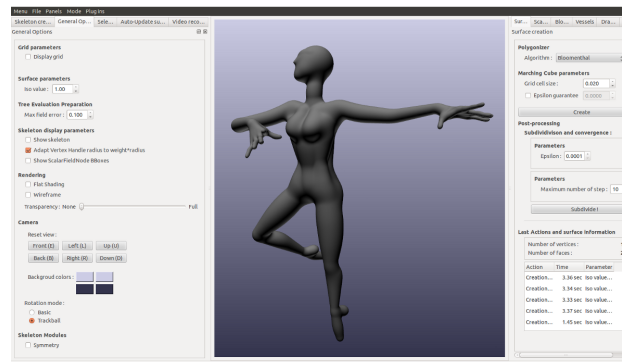 Menu File Panels Mode Plugins
Skeleton cre... General Op... Sele... Auto-Update su... Video reco...
General Options
Grid parameters
Display grid
Surface parameters
Iso value : 1.00
Tree Evaluation Preparation
Max field error : 0.100
Skeleton display parameters
Show skeleton
Adapt Vertex Handle radius to weight*radius
Show ScalarFieldNode BBoxes
Rendering
Flat Shading
Wireframe
Transparency : None Full
Camera
Reset view :
Front (E) Left (L) Up (U)
Back (B) Right (R) Down (D)
Backgroud colors :
Rotation mode :
Basic
Trackball
Skeleton Modules
Symmetry
Sur... Sca... Blo... Vessels Dra...
Surface creation
Polygonizer
Algorithm : Bloomenthal
Marching Cube parameters
Grid cell size : 0.020
Epsilon guarantee 0.0000
Create
Post-processing
Subdividivson and convergence :
Parameters
Epsilon : 0.0001
Parameters
Maximum number of step : 10
Subdivide !
Last Actions and surface information
Number of vertices :
Number of faces :
Action Time Parameter
Creation... 3.36 sec Iso value...
Creation... 3.34 sec Iso value...
Creation... 3.33 sec Iso value...
Creation... 3.37 sec Iso value...
Creation... 1.45 sec Iso value...